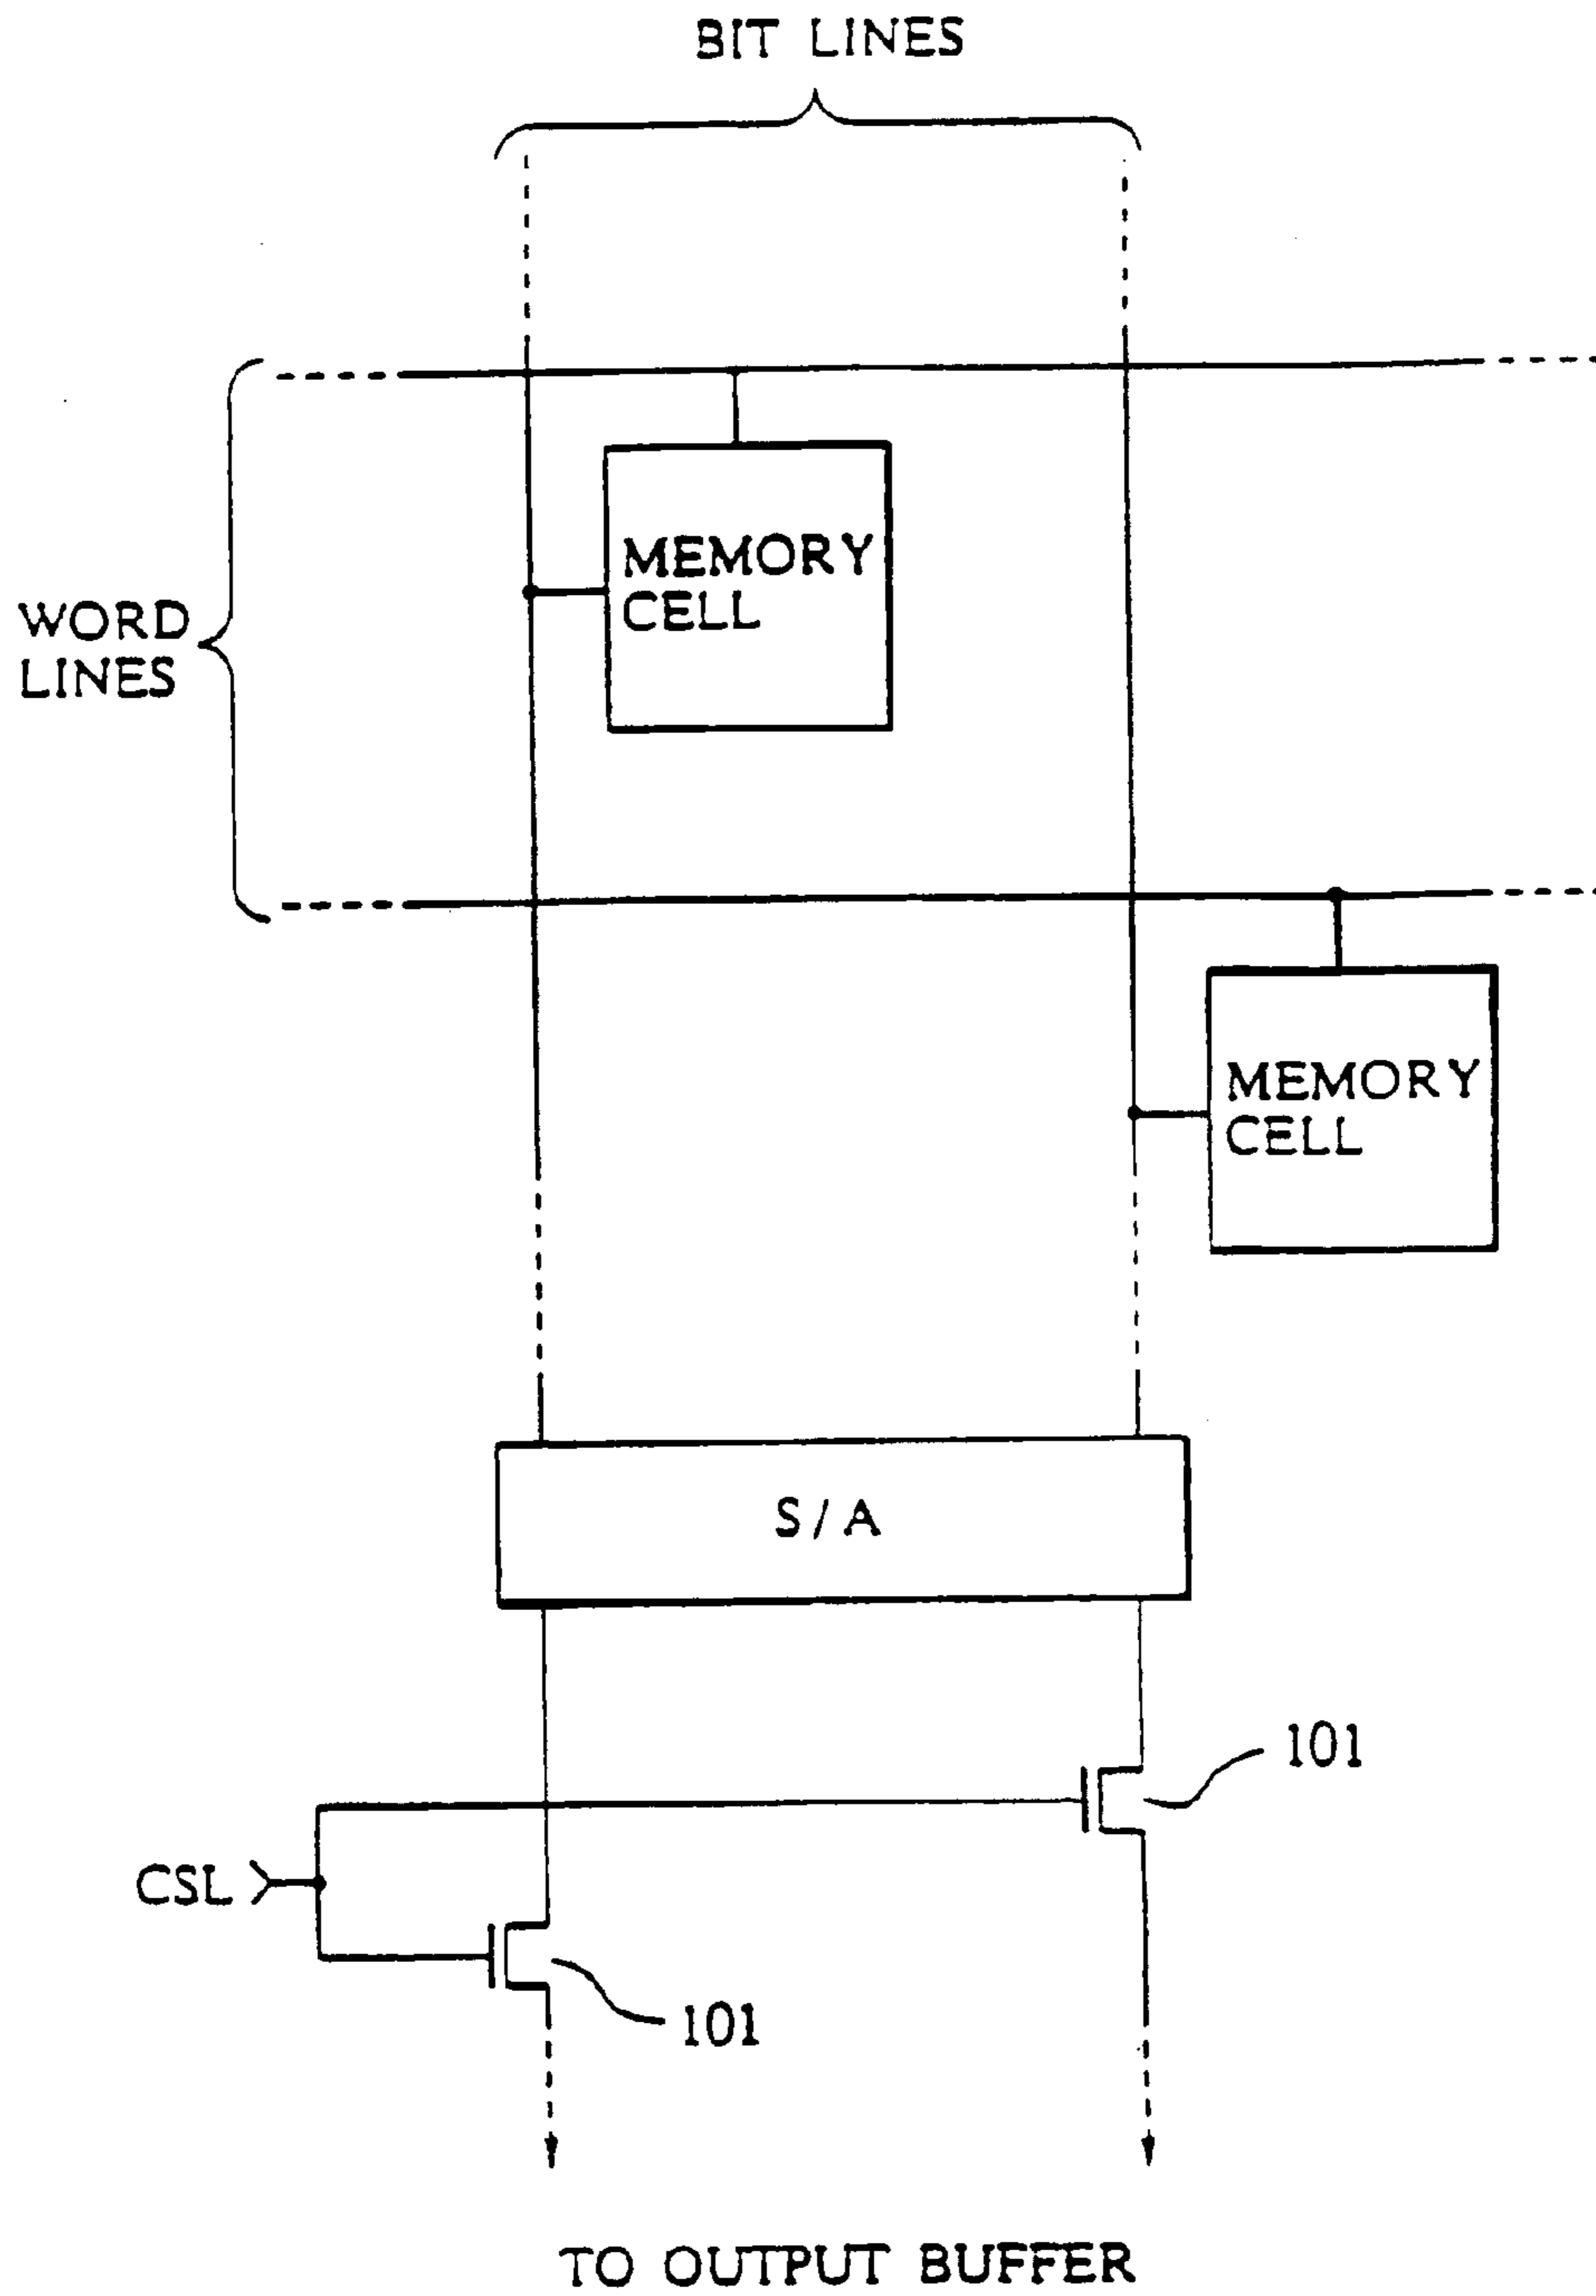 BIT LINES
MEMORY
CELL
WORD
LINES
MEMORY
CELL
S/A
101
CSL
101
TO OUTPUT BUFFER